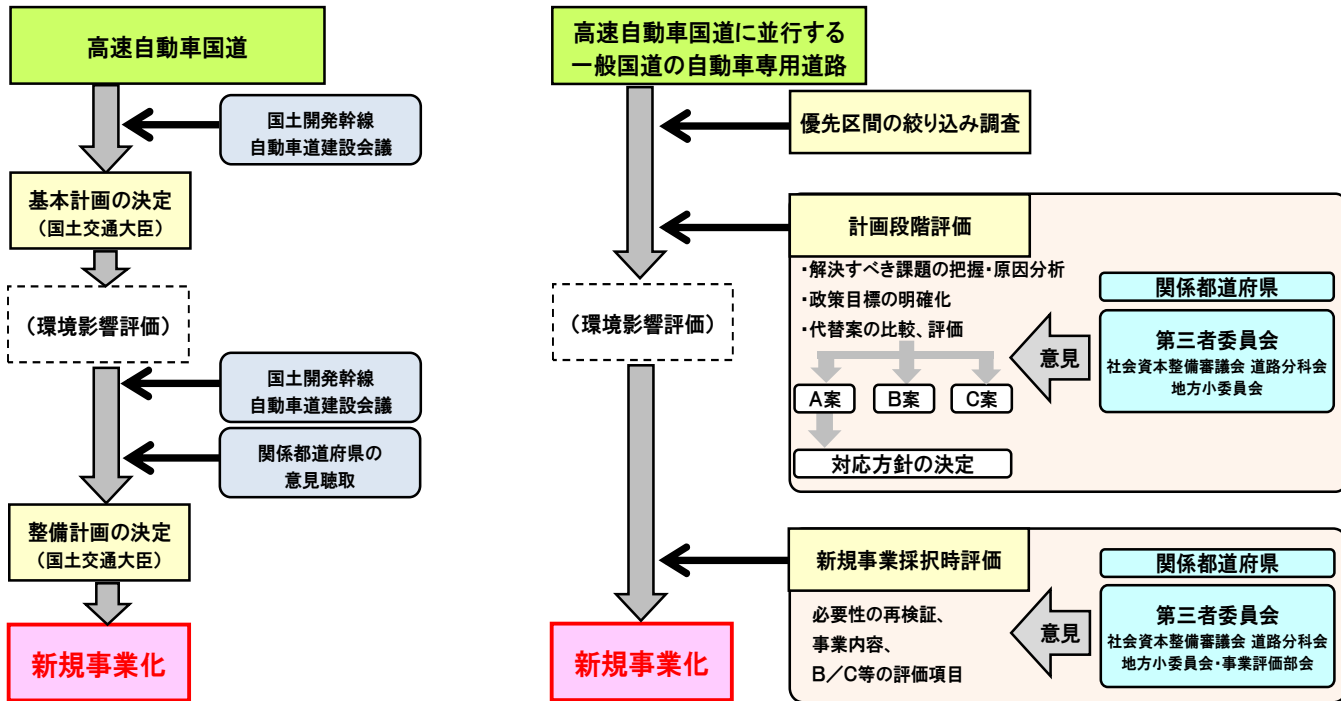 高速自動車国道
国土開発幹線
自動車道建設会議
基本計画の決定
（国土交通大臣）
（環境影響評価）
国土開発幹線
自動車道建設会議
関係都道府県の
意見聴取
整備計画の決定
（国土交通大臣）
新規事業化
高速自動車国道に並行する
一般国道の自動車専用道路
優先区間の絞り込み調査
計画段階評価
・解決すべき課題の把握・原因分析
・政策目標の明確化
・代替案の比較、評価
A案
B案
C案
対応方針の決定
意見
関係都道府県
第三者委員会
社会資本整備審議会 道路分科会
地方小委員会
（環境影響評価）
新規事業採択時評価
必要性の再検証、
事業内容、
B／C等の評価項目
意見
関係都道府県
第三者委員会
社会資本整備審議会 道路分科会
地方小委員会・事業評価部会
新規事業化